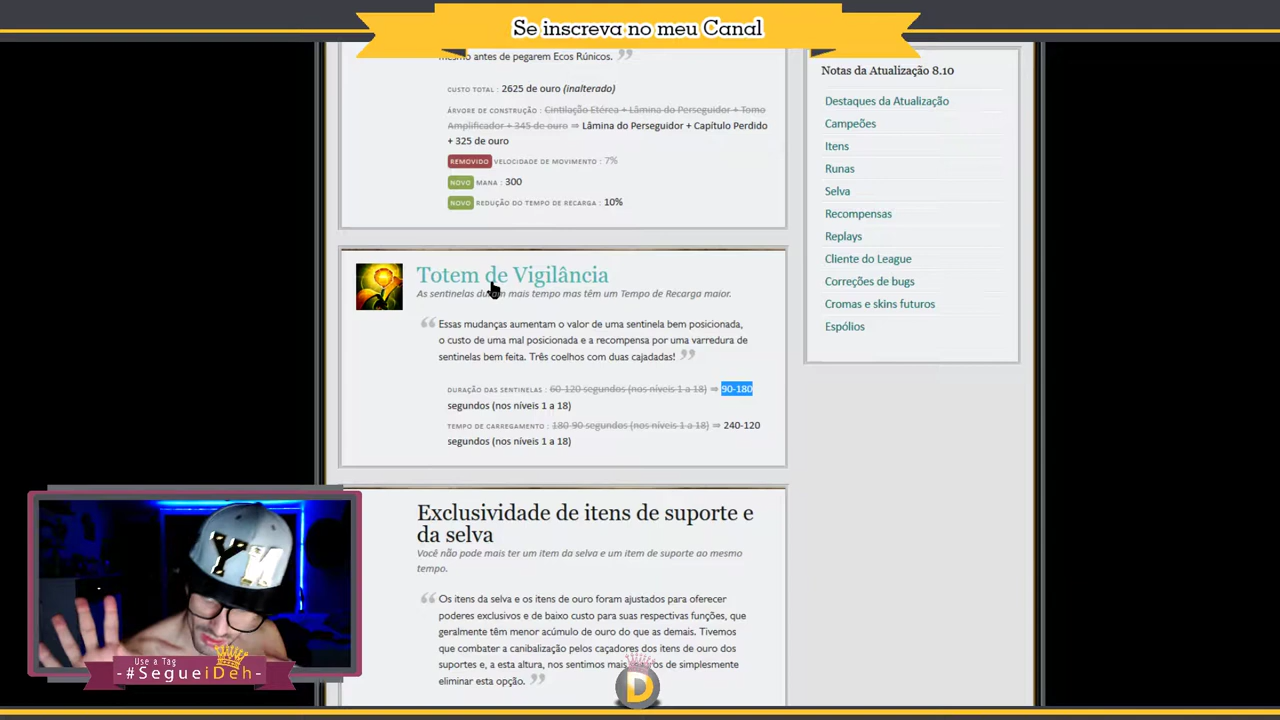 Se inscreva no meu Canal
mesmo antes de pegarem Ecos Rúnicos.
CUSTO TOTAL : 2625 de ouro (inalterado)
ÁRVORE DE CONSTRUÇÃO : Cintilação Etérea + Lâmina do Perseguidor + Tomo
Amplificador + 345 de ouro ⇒ Lâmina do Perseguidor + Capítulo Perdido
+ 325 de ouro
REMOVIDO VELOCIDADE DE MOVIMENTO : 7%
NOVO MANA : 300
NOVO REDUÇÃO DO TEMPO DE RECARGA : 10%
Totem de Vigilância
As sentinelas duram mais tempo mas têm um Tempo de Recarga maior.
“ Essas mudanças aumentam o valor de uma sentinela bem posicionada,
o custo de uma mal posicionada e a recompensa por uma varredura de
sentinelas bem feita. Três coelhos com duas cajadadas! ”
DURAÇÃO DAS SENTINELAS : 60-120 segundos (nos níveis 1 a 18) ⇒ 90-180
segundos (nos níveis 1 a 18)
TEMPO DE CARREGAMENTO : 180-90 segundos (nos níveis 1 a 18) ⇒ 240-120
segundos (nos níveis 1 a 18)
Exclusividade de itens de suporte e
da selva
Você não pode mais ter um item da selva e um item de suporte ao mesmo
tempo.
“ Os itens da selva e os itens de ouro foram ajustados para oferecer
poderes exclusivos e de baixo custo para suas respectivas funções, que
geralmente têm menor acúmulo de ouro do que as demais. Tivemos
que combater a canibalização pelos caçadores dos itens de ouro dos
suportes e, a esta altura, nos sentimos mais de simplesmente
eliminar esta opção. ”
Notas da Atualização 8.10
Destaques da Atualização
Campeões
Itens
Runas
Selva
Recompensas
Replays
Cliente do League
Correções de bugs
Cromas e skins futuros
Espólios
YM
Use a Tag
-#SegueiDeh-
D